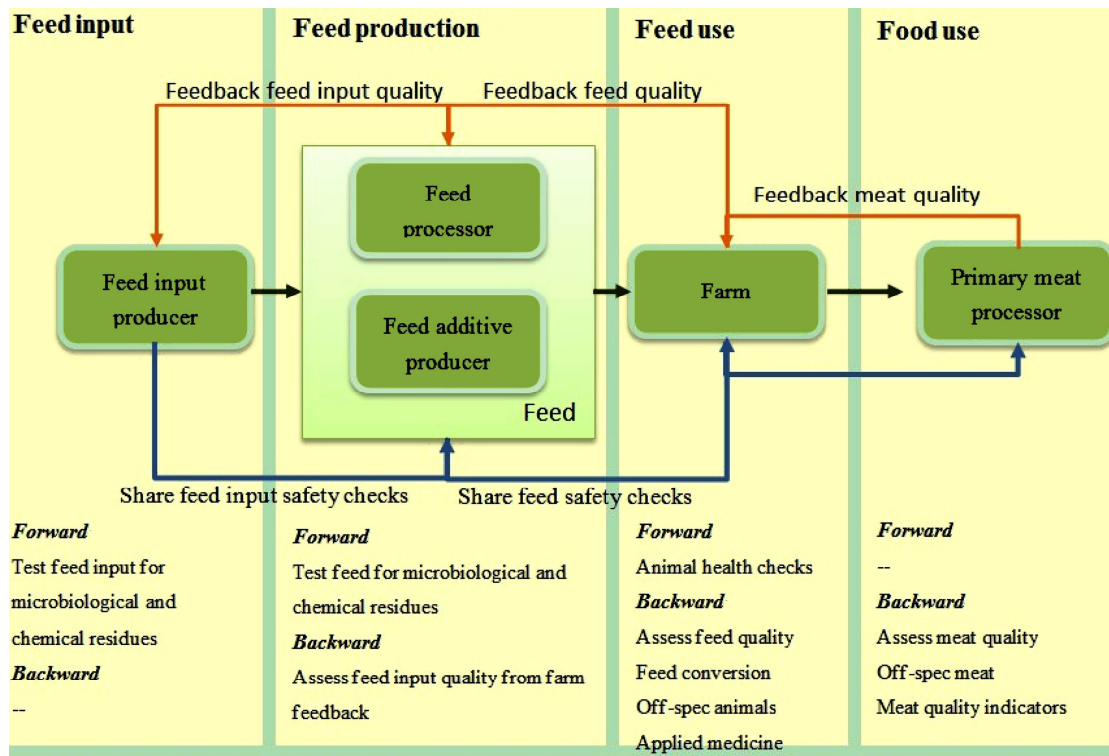 Feed input
Feed production
Feed use
Food use
Feedback feed input quality
Feedback feed quality
Feedback meat quality
Feed input
producer
Feed
processor
Feed additive
producer
Feed
Farm
Primary meat
processor
Share feed input safety checks
Share feed safety checks
Forward
Test feed input for
microbiological and
chemical residues
Backward
--
Forward
Test feed for microbiological and
chemical residues
Backward
Assess feed input quality from farm
feedback
Forward
Animal health checks
Backward
Assess feed quality
Feed conversion
Off-spec animals
Applied medicine
Forward
--
Backward
Assess meat quality
Off-spec meat
Meat quality indicators